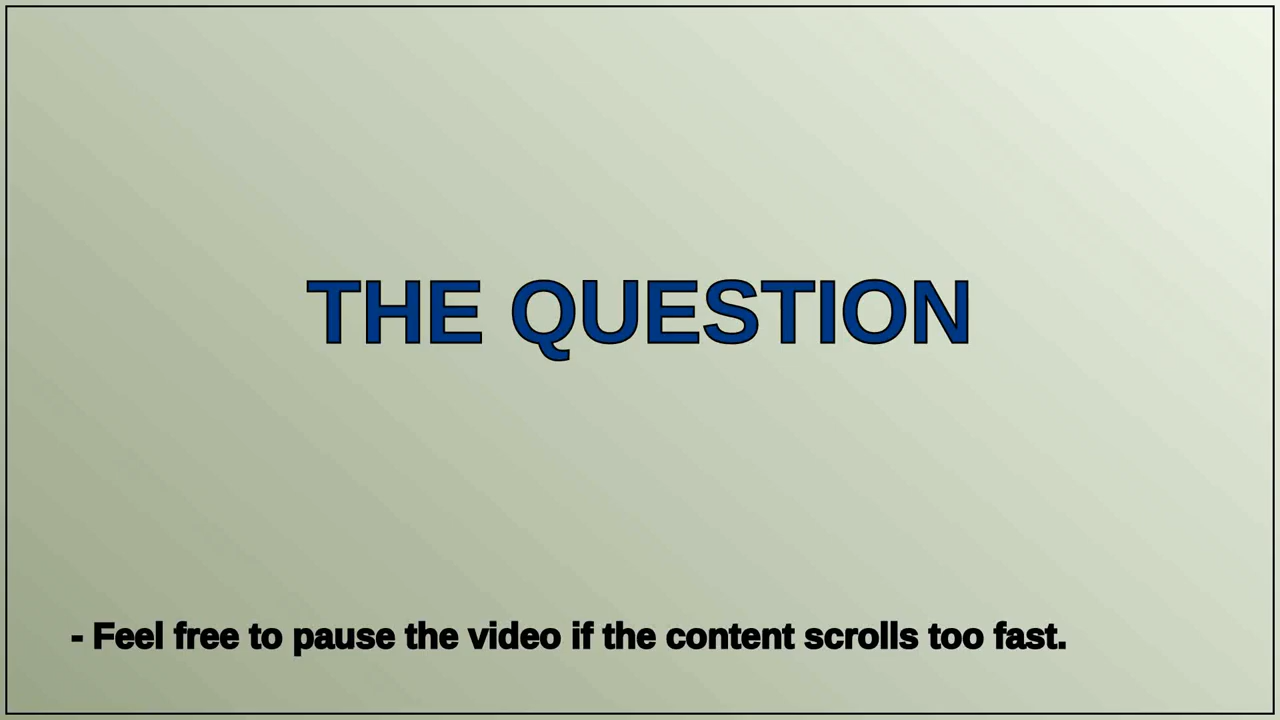 THE QUESTION
- Feel free to pause the video if the content scrolls too fast.